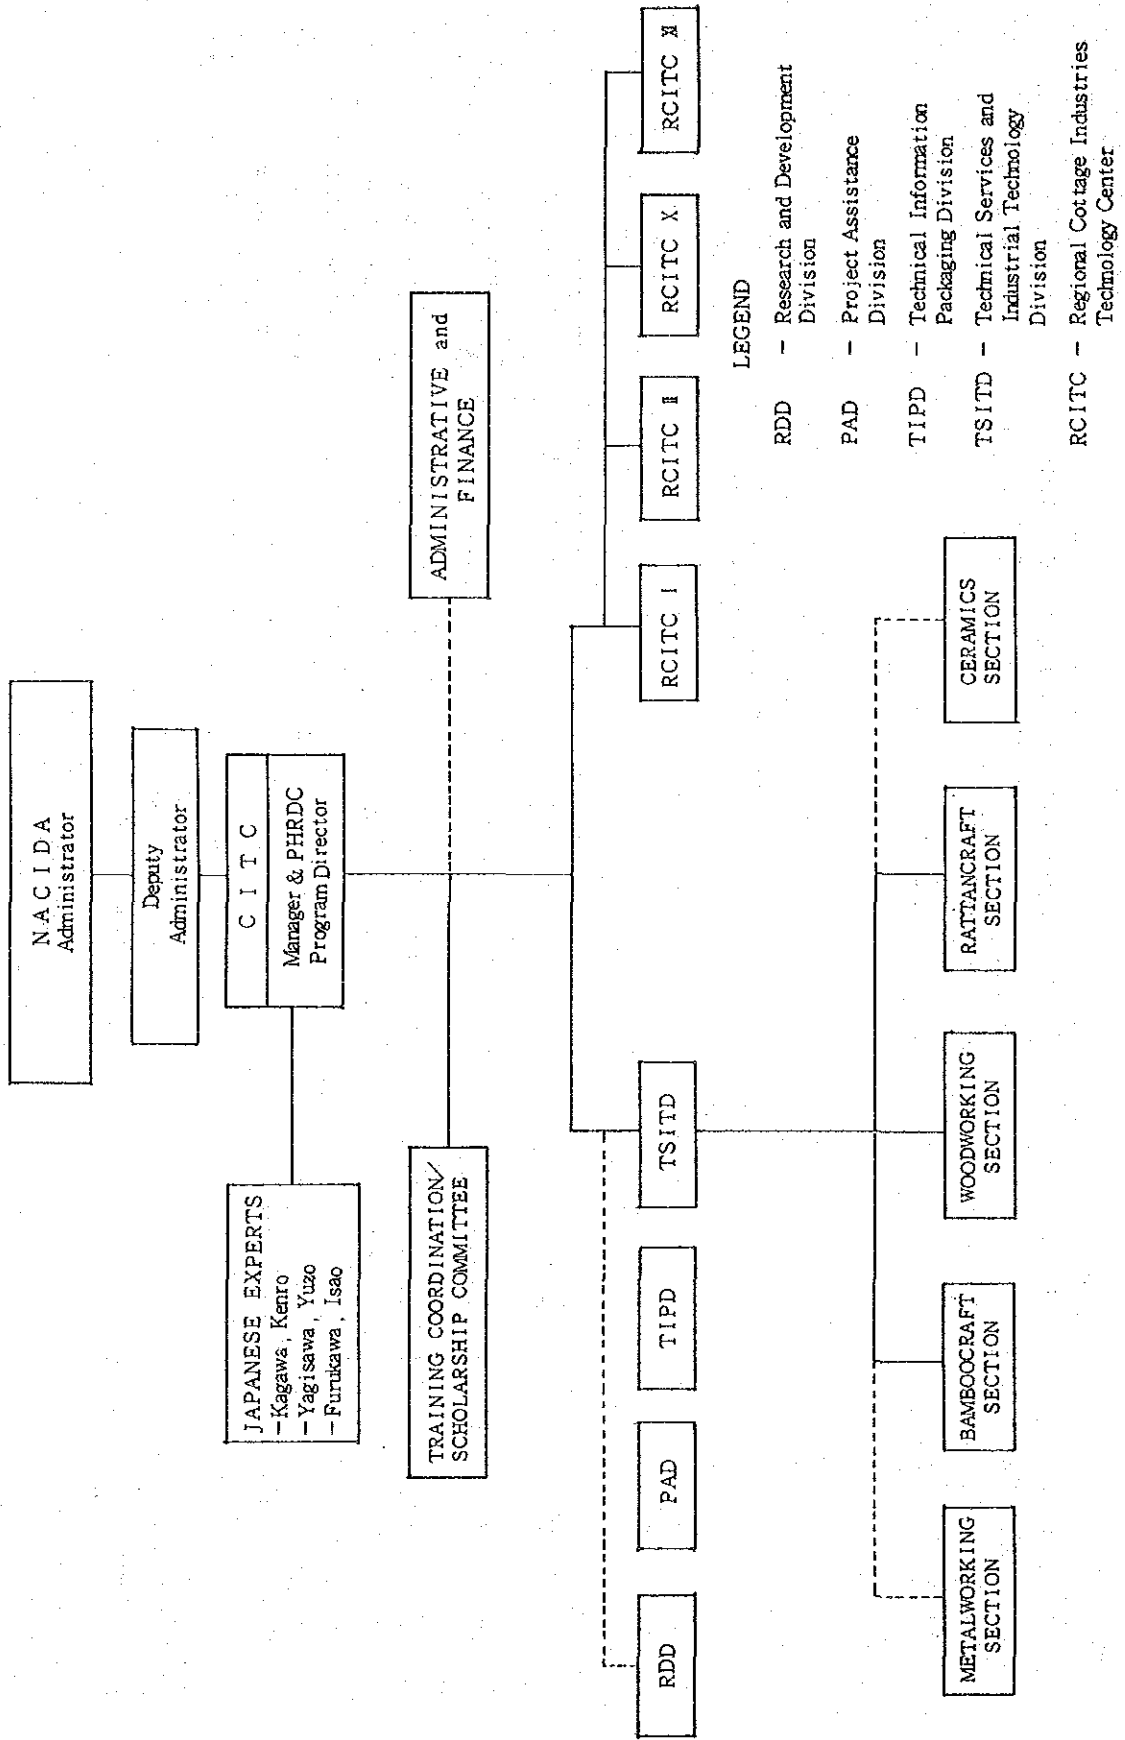 N A C I D A
Administrator
Deputy
Administrator
C I T C
Manager & PHRDC
Program Director
JAPANESE EXPERTS
-Kagawa, Kenro
-Yagisawa, Yuzo
-Furukawa, Isao
TRAINING COORDINATION/
SCHOLARSHIP COMMITTEE
ADMINISTRATIVE and
FINANCE
RDD
PAD
TIPD
TSITD
RCITC I
RCITC
RCITC X
RCITC XI
METALWORKING
SECTION
BAMBOOCRAFT
SECTION
WOODWORKING
SECTION
RATTANCRAFT
SECTION
CERAMICS
SECTION
LEGEND
RDD - Research and Development
Division
PAD - Project Assistance
Division
TIPD - Technical Information
Packaging Division
TSITD - Technical Services and
Industrial Technology
Division
RCITC - Regional Cottage Industries
Technology Center